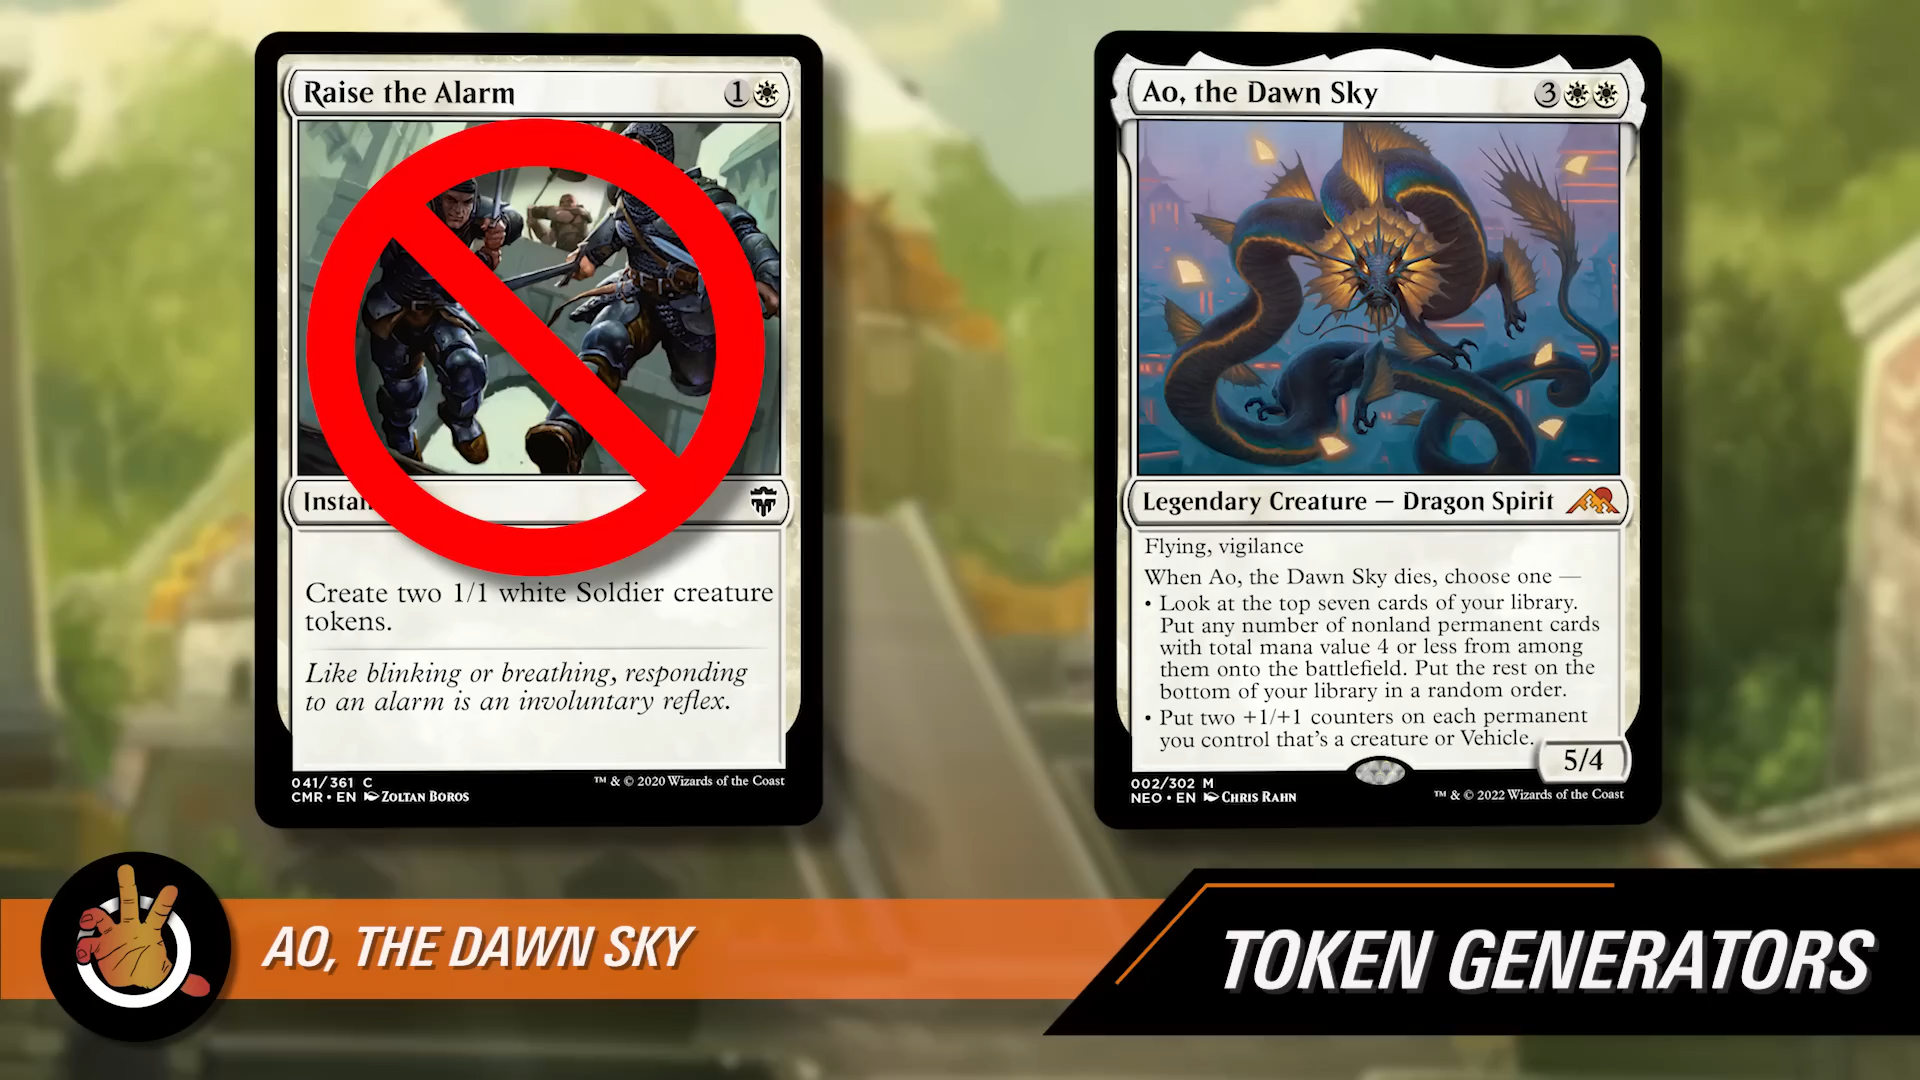 Raise the Alarm 1
Instan
Create two 1/1 white Soldier creature
tokens.
Like blinking or breathing, responding
to an alarm is an involuntary reflex.
041/361 C
CMR • EN ZOLTAN BOROS
™ & © 2020 Wizards of the Coast
Ao, the Dawn Sky 3
Legendary Creature — Dragon Spirit
Flying, vigilance
When Ao, the Dawn Sky dies, choose one —
• Look at the top seven cards of your library.
Put any number of nonland permanent cards
with total mana value 4 or less from among
them onto the battlefield. Put the rest on the
bottom of your library in a random order.
• Put two +1/+1 counters on each permanent
you control that's a creature or Vehicle.
5/4
002/302 M
NEO • EN CHRIS RAHN
™ & © 2022 Wizards of the Coast
AO, THE DAWN SKY
TOKEN GENERATORS